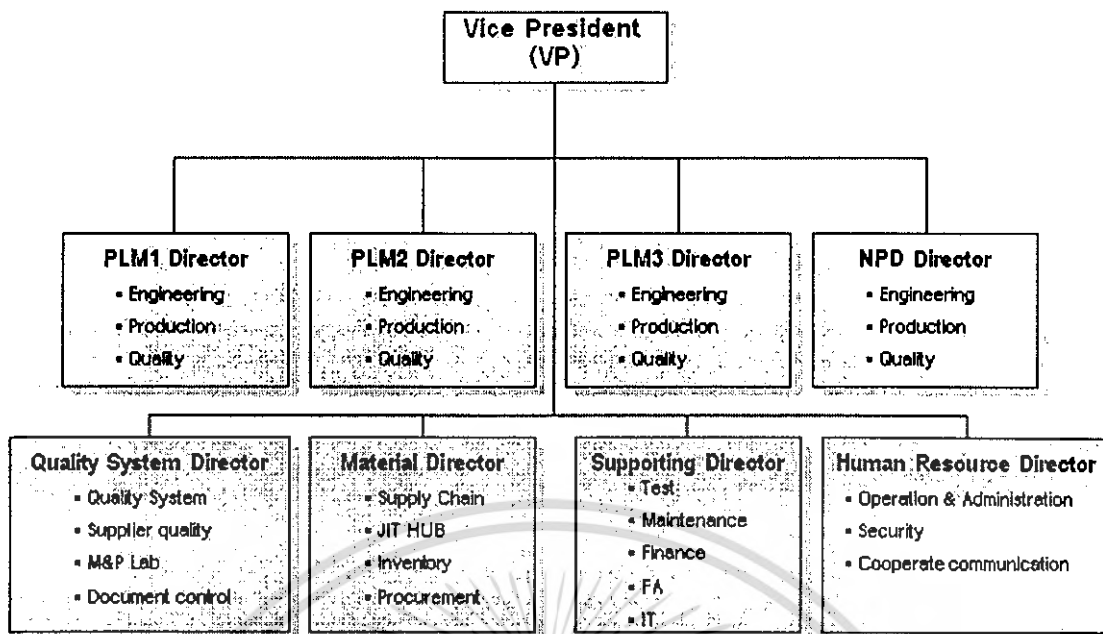 Vice President
(VP)
PLM1 Director
▪ Engineering
▪ Production
▪ Quality
PLM2 Director
▪ Engineering
▪ Production
▪ Quality
PLM3 Director
▪ Engineering
▪ Production
▪ Quality
NPD Director
▪ Engineering
▪ Production
▪ Quality
Quality System Director
▪ Quality System
▪ Supplier quality
▪ M&P Lab
▪ Document control
Material Director
▪ Supply Chain
▪ JIT HUB
▪ Inventory
▪ Procurement
Supporting Director
▪ Test
▪ Maintenance
▪ Finance
▪ FA
▪ IT
Human Resource Director
▪ Operation & Administration
▪ Security
▪ Cooperate communication